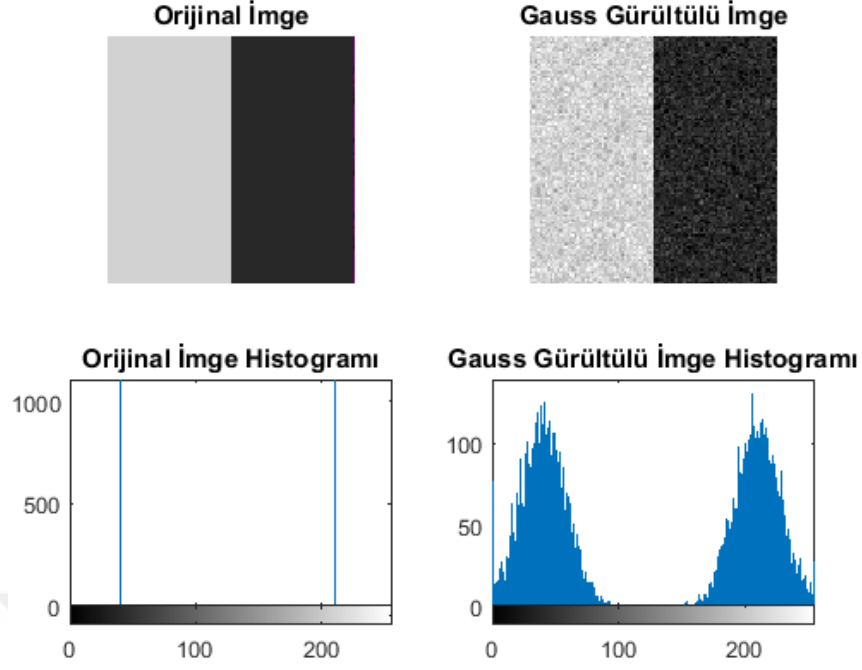 Orijinal İmge
Gauss Gürültülü İmge
Orijinal İmge Histogramı
1000
500
0
0 100 200
Gauss Gürültülü İmge Histogramı
100
50
0
0 100 200